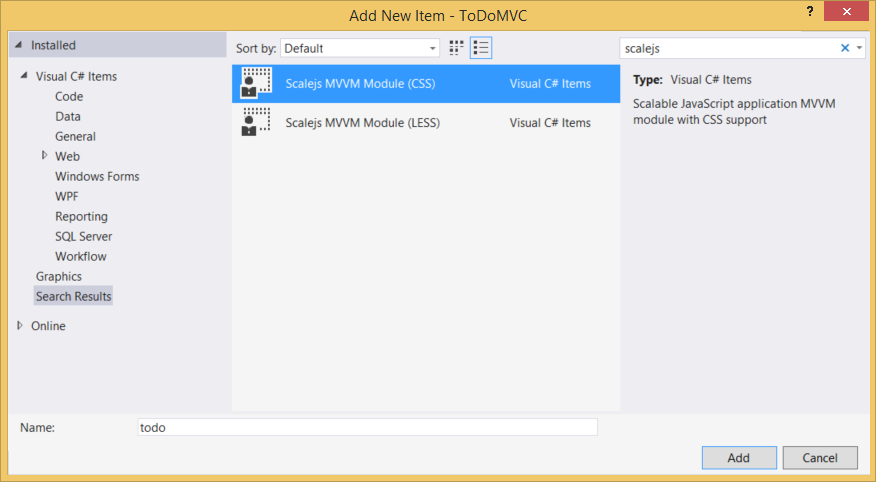 Add New Item - ToDoMVC
?
Installed
Sort by: Default
scalejs
Visual C# Items
Code
Data
General
Web
Windows Forms
WPF
Reporting
SQL Server
Workflow
Graphics
Search Results
Online
Scalejs MVVM Module (CSS) Visual C# Items
Scalejs MVVM Module (LESS) Visual C# Items
Type: Visual C# Items
Scalable JavaScript application MVVM
module with CSS support
Name: todo
Add Cancel